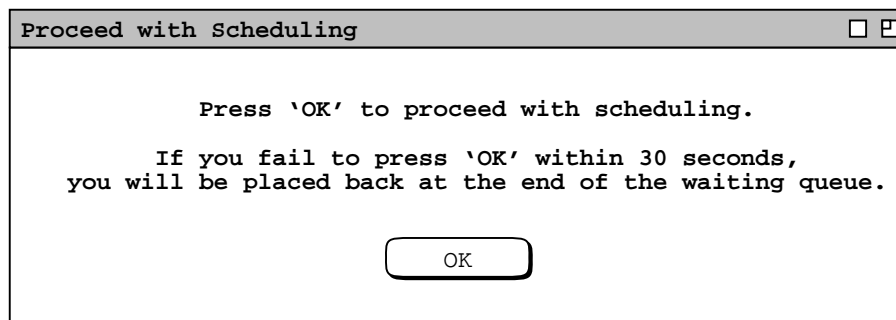 Proceed with Scheduling
Press ‘OK’ to proceed with scheduling.
If you fail to press ‘OK’ within 30 seconds,
you will be placed back at the end of the waiting queue.
OK